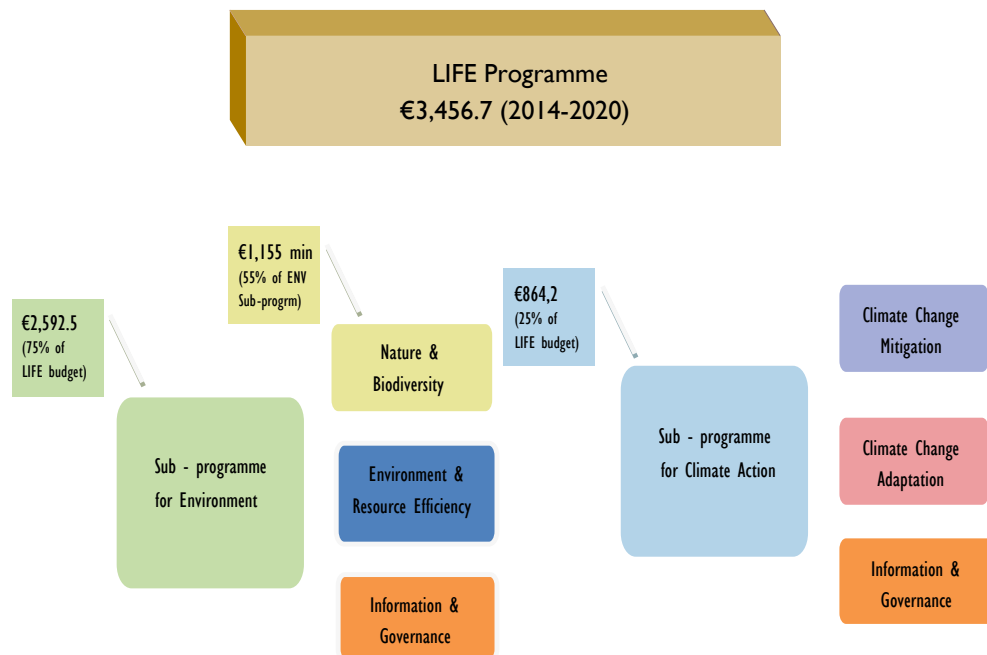 LIFE Programme
€3,456.7 (2014-2020)
€1,155 min
(55% of ENV
Sub-progrm)
€2,592.5
(75% of
LIFE budget)
Nature &
Biodiversity
Sub - programme
for Environment
Environment &
Resource Efficiency
Information &
Governance
€864,2
(25% of
LIFE budget)
Sub - programme
for Climate Action
Climate Change
Mitigation
Climate Change
Adaptation
Information &
Governance